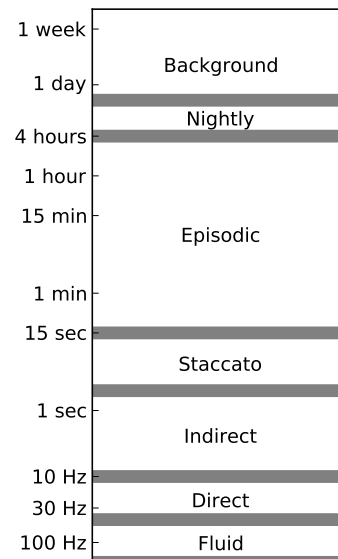 1 week
Background
1 day
Nightly
4 hours
1 hour
15 min
Episodic
1 min
15 sec
Staccato
1 sec
Indirect
10 Hz
Direct
30 Hz
100 Hz
Fluid